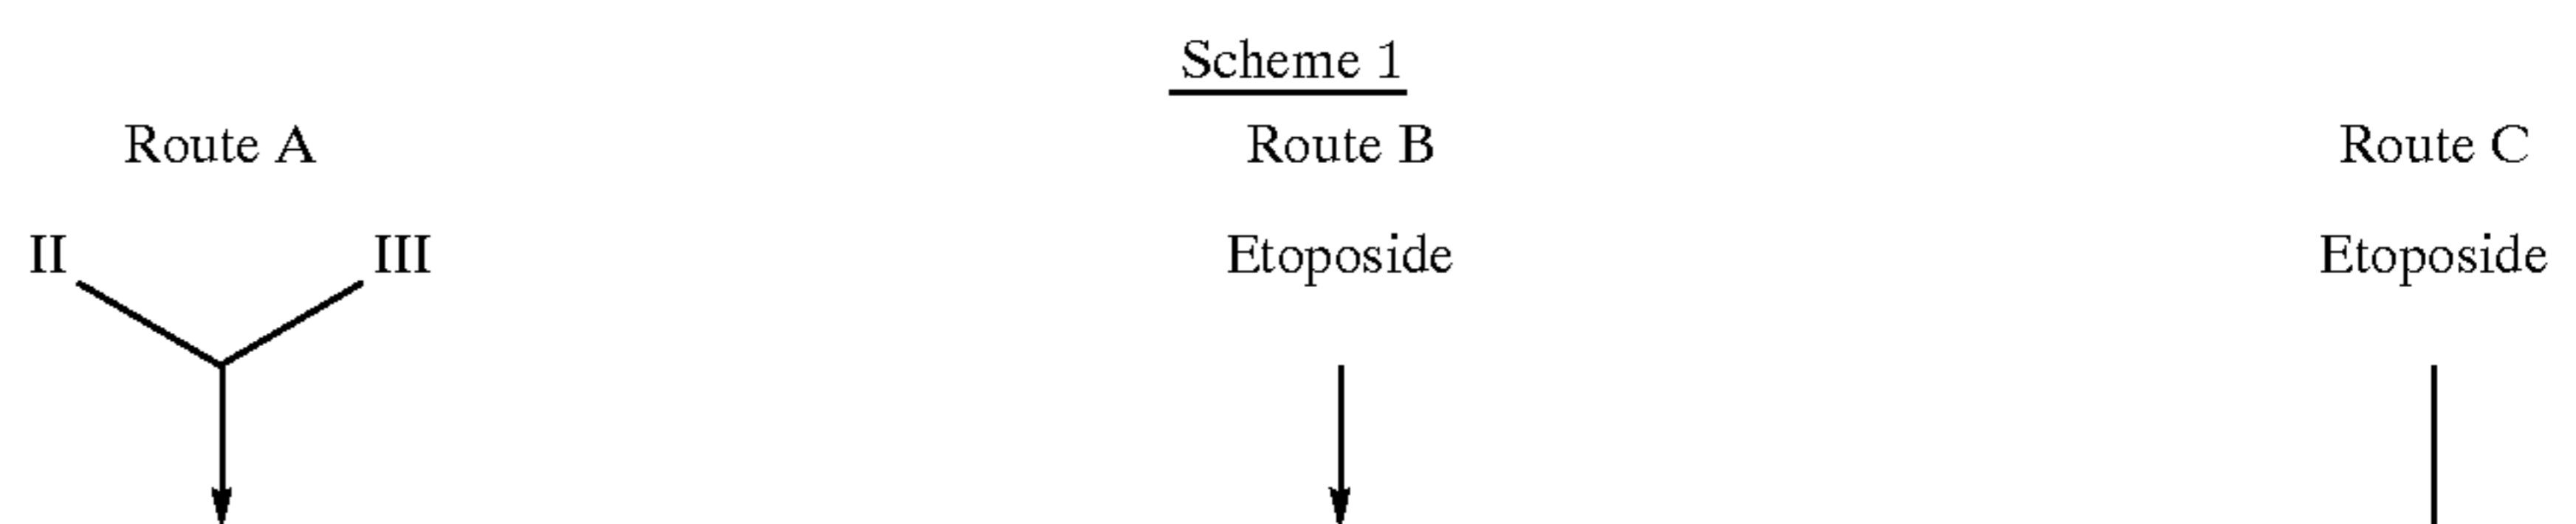 Scheme 1
Route A Route B Route C
II III Etoposide Etoposide